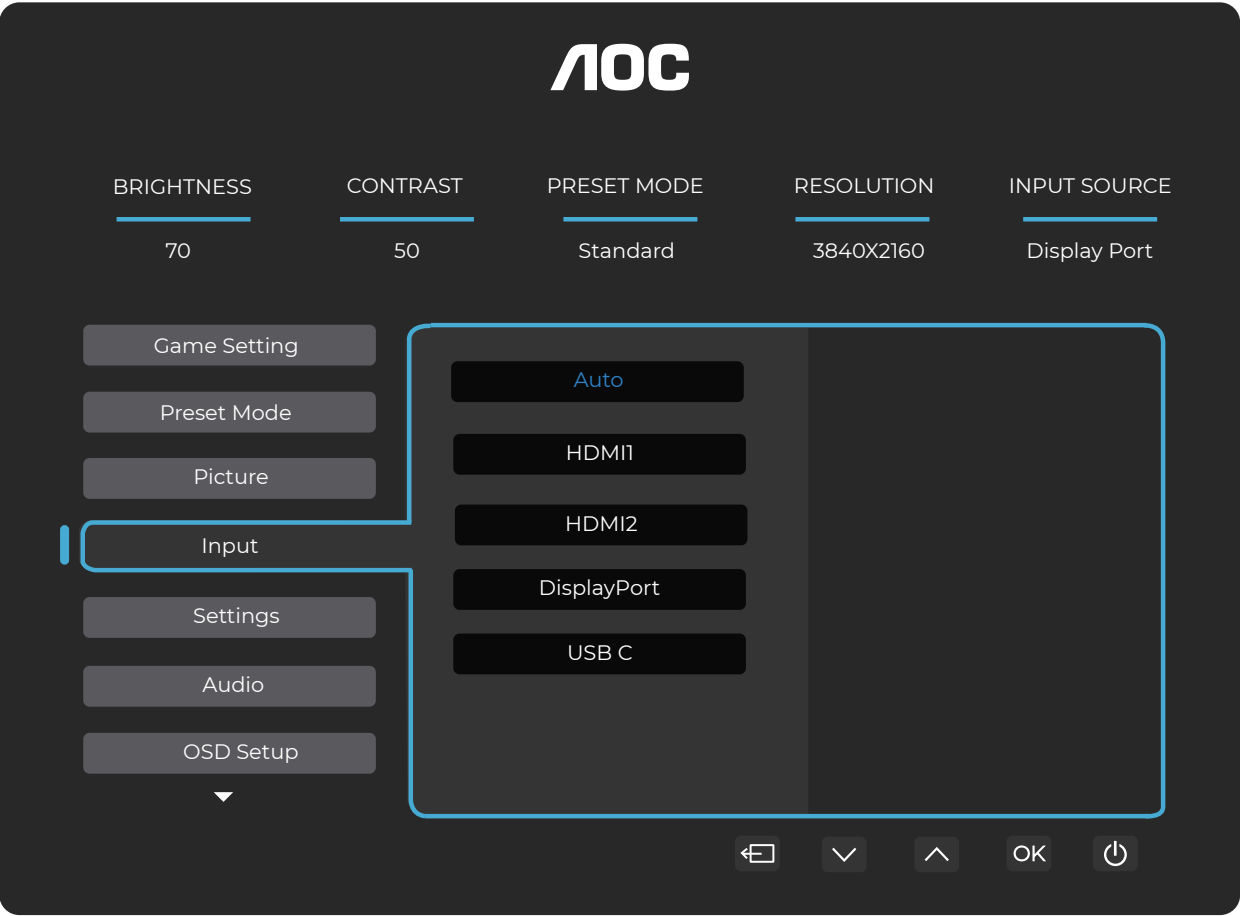 AOC
BRIGHTNESS CONTRAST PRESET MODE RESOLUTION INPUT SOURCE
70 50 Standard 3840X2160 Display Port
Game Setting
Preset Mode
Picture
Input
Settings
Audio
OSD Setup
Auto
HDMI1
HDMI2
DisplayPort
USB C
OK